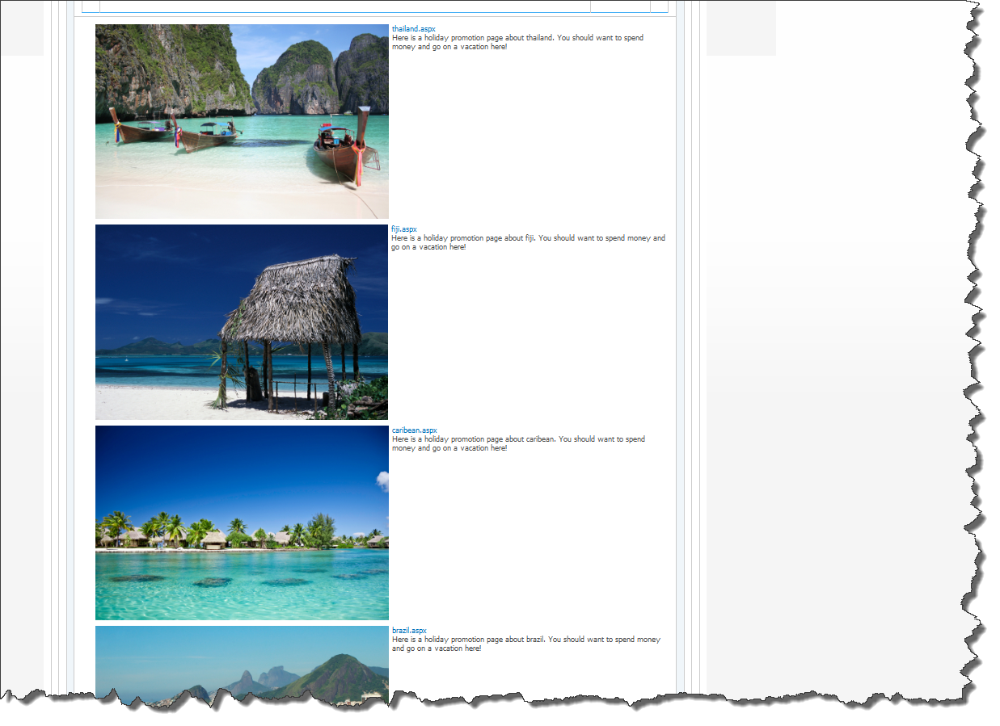 thailand.aspx
Here is a holiday promotion page about thailand. You should want to spend
money and go on a vacation here!
fiji.aspx
Here is a holiday promotion page about fiji. You should want to spend money and
go on a vacation here!
caribean.aspx
Here is a holiday promotion page about caribean. You should want to spend
money and go on a vacation here!
brazil.aspx
Here is a holiday promotion page about brazil. You should want to spend money
and go on a vacation here!